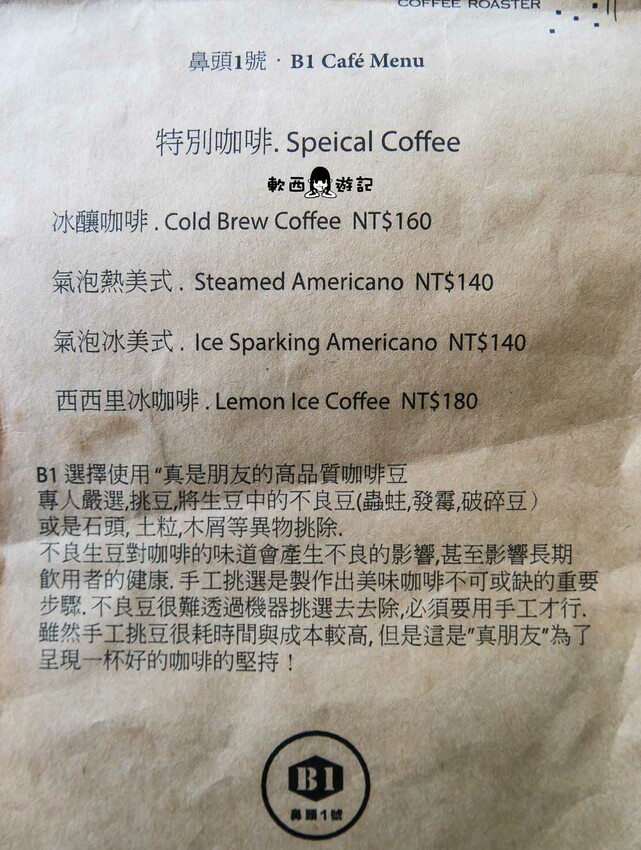 COFFEE ROASTER
鼻頭1號 · B1 Café Menu
特別咖啡. Speical Coffee
軟西遊記
冰釀咖啡 . Cold Brew Coffee NT$160
氣泡熱美式 . Steamed Americano NT$140
氣泡冰美式 . Ice Sparking Americano NT$140
西西里冰咖啡 . Lemon Ice Coffee NT$180
B1 選擇使用 “真是朋友的高品質咖啡豆
專人嚴選,挑豆,將生豆中的不良豆(蟲蛀,發霉,破碎豆）
或是石頭, 土粒,木屑等異物挑除.
不良生豆對咖啡的味道會產生不良的影響,甚至影響長期
飲用者的健康. 手工挑選是製作出美味咖啡不可或缺的重要
步驟. 不良豆很難透過機器挑選去去除,必須要用手工才行.
雖然手工挑豆很耗時間與成本較高, 但是這是”真朋友”為了
呈現一杯好的咖啡的堅持！
B1
鼻頭1號